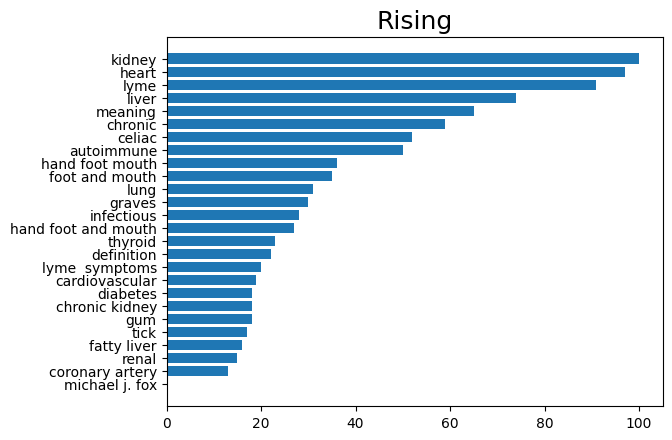 Rising
kidney
heart
lyme
liver
meaning
chronic
celiac
autoimmune
hand foot mouth
foot and mouth
lung
graves
infectious
hand foot and mouth
thyroid
definition
lyme  symptoms
cardiovascular
diabetes
chronic kidney
gum
tick
fatty liver
renal
coronary artery
michael j. fox
0 20 40 60 80 100